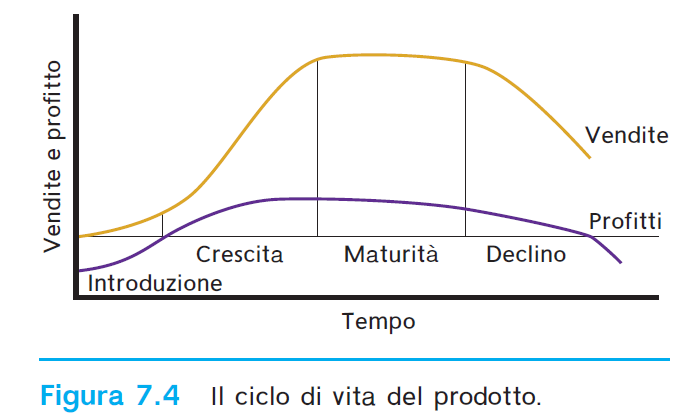 Vendite e profitto
Vendite
Profitti
Crescita
Maturità
Declino
Introduzione
Tempo
Figura 7.4 Il ciclo di vita del prodotto.